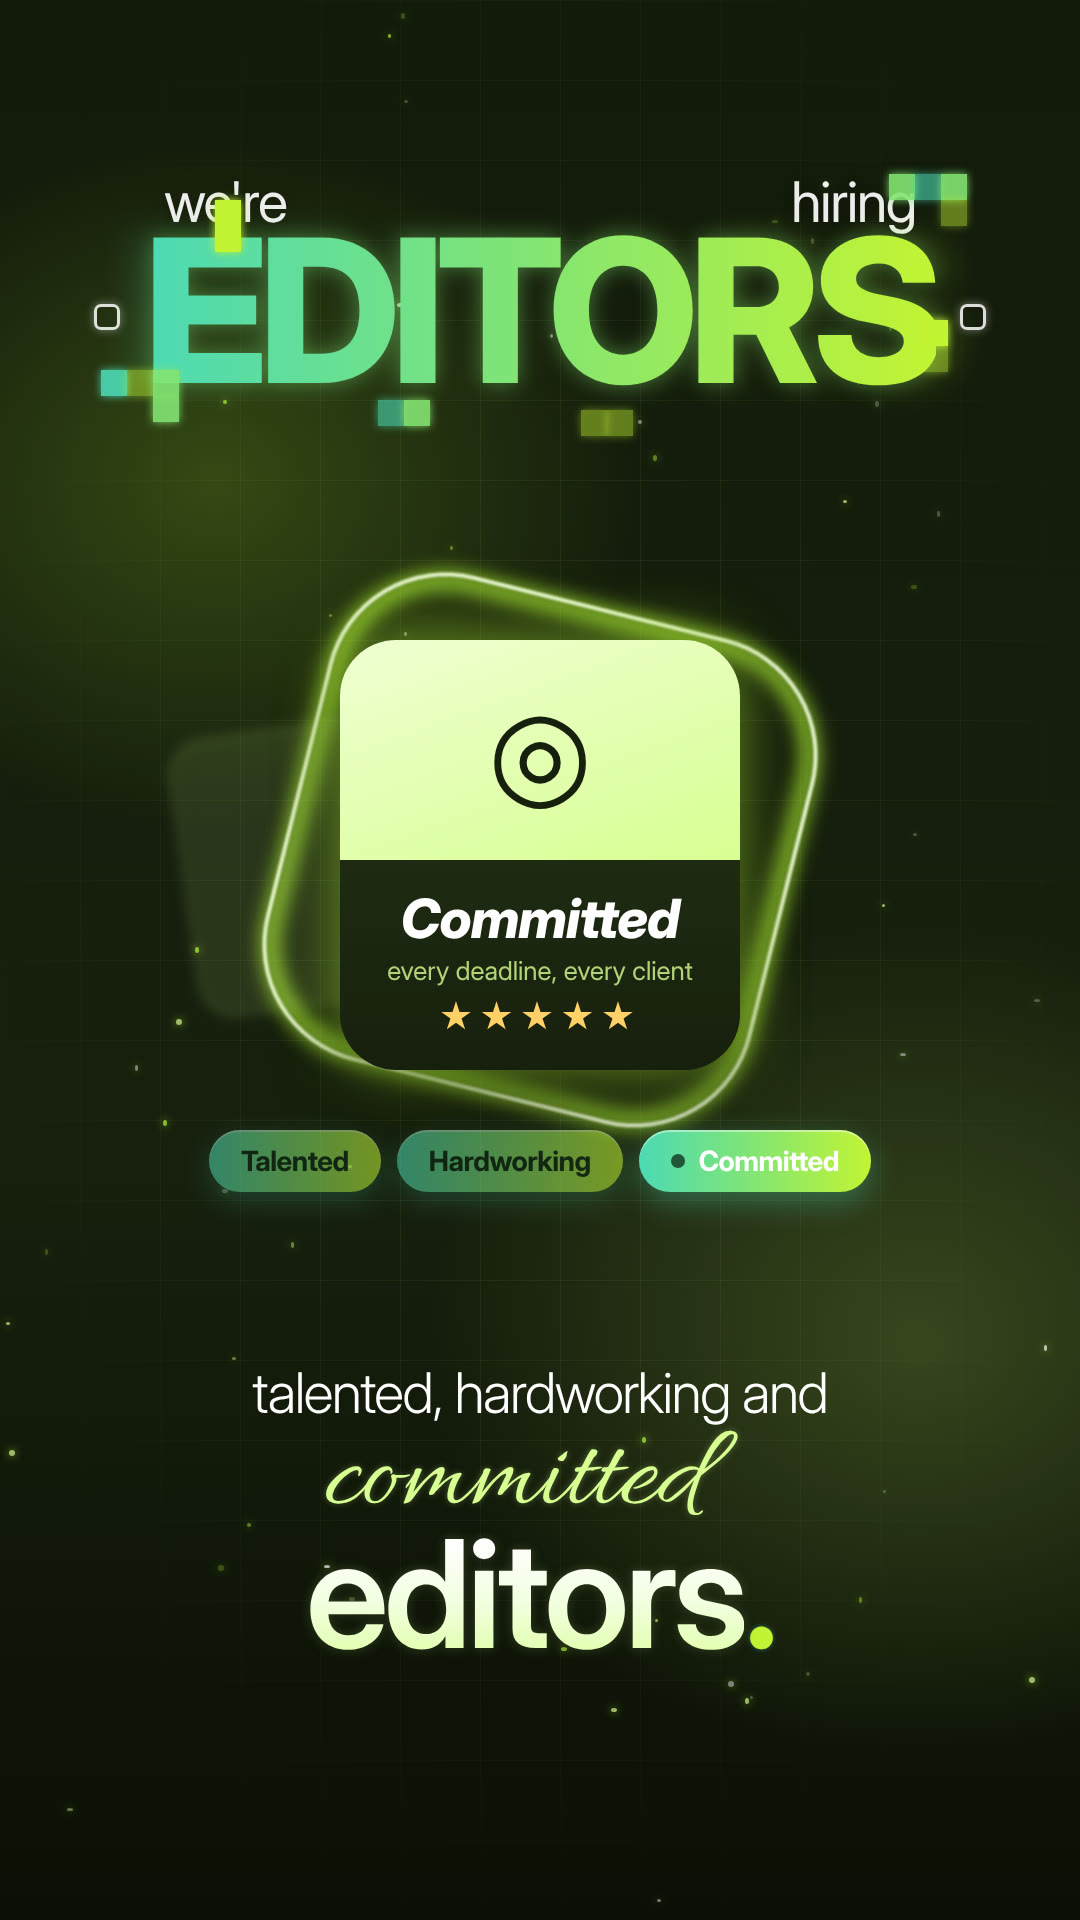 we're hiring
EDITORS
Committed
every deadline, every client
★★★★★
Talented Hardworking Committed
talented, hardworking and
committed
editors.